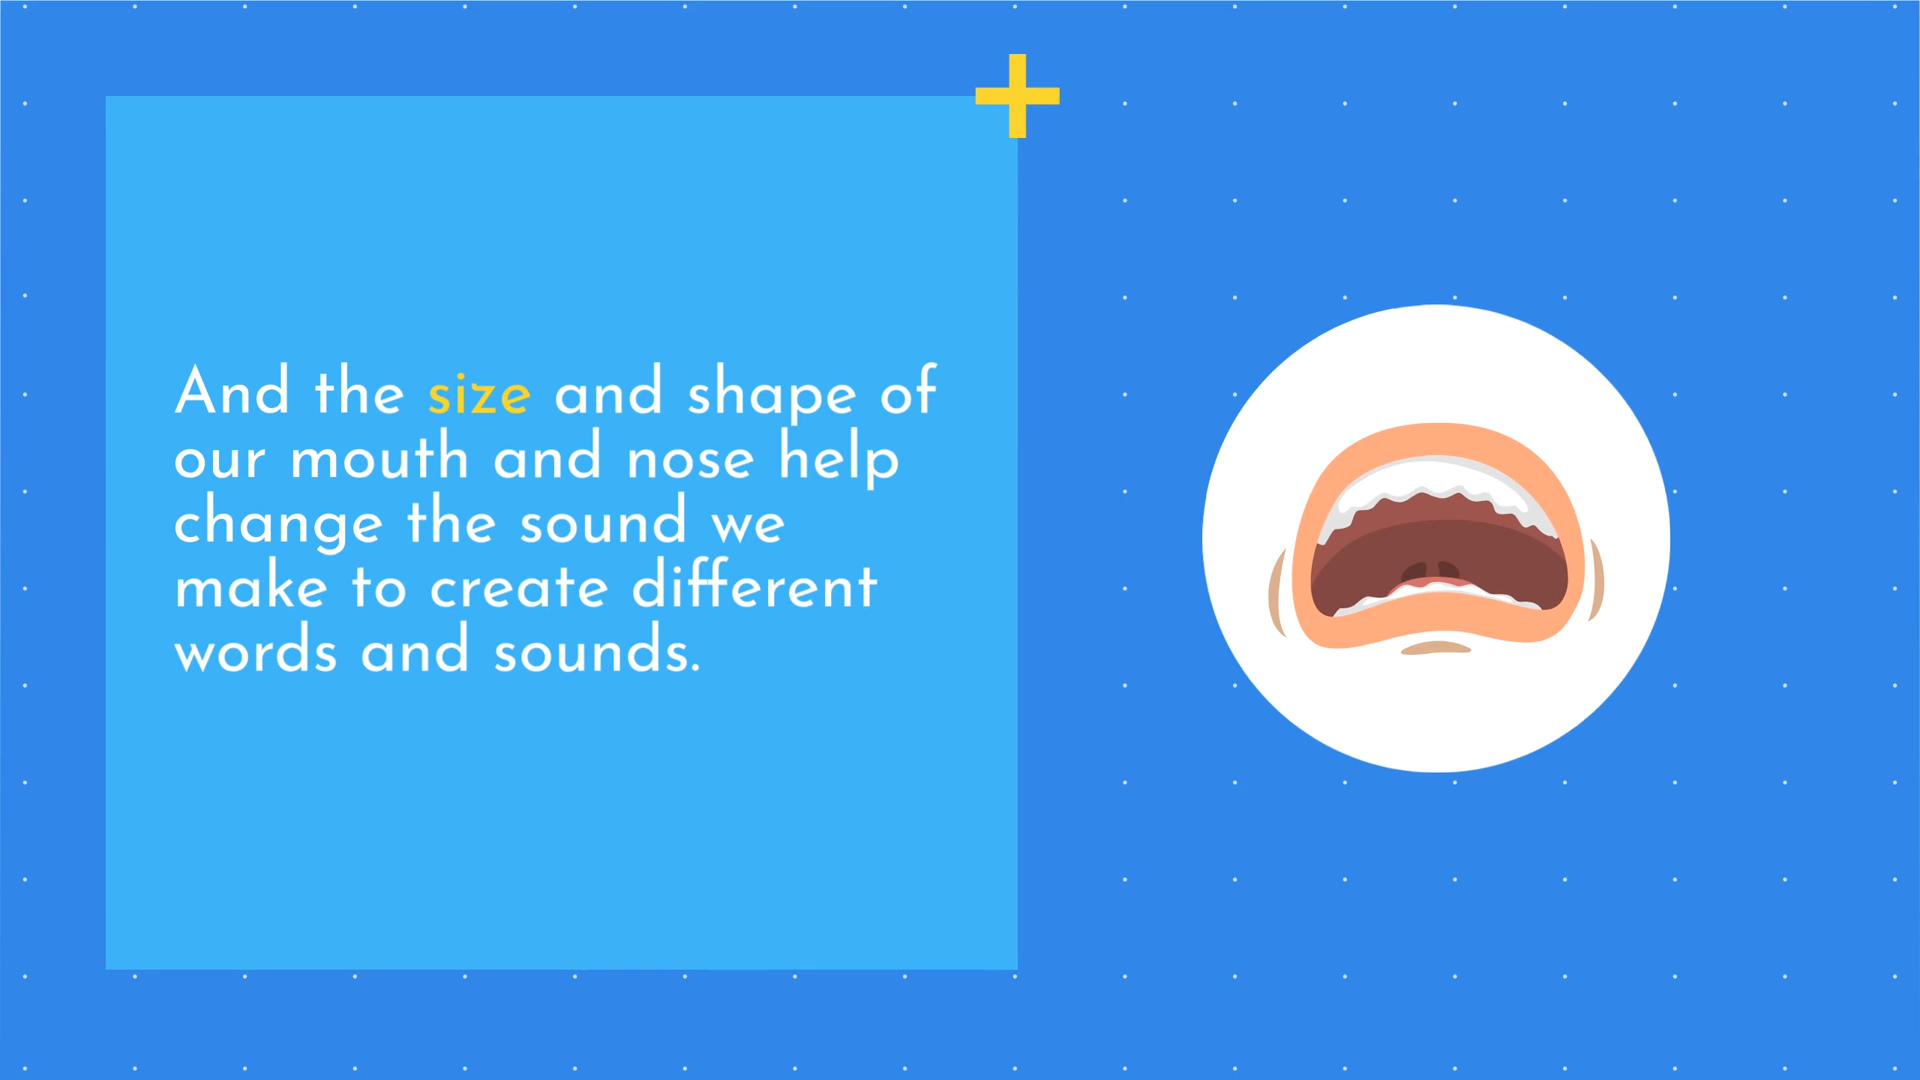 And the size and shape of
our mouth and nose help
change the sound we
make to create different
words and sounds.